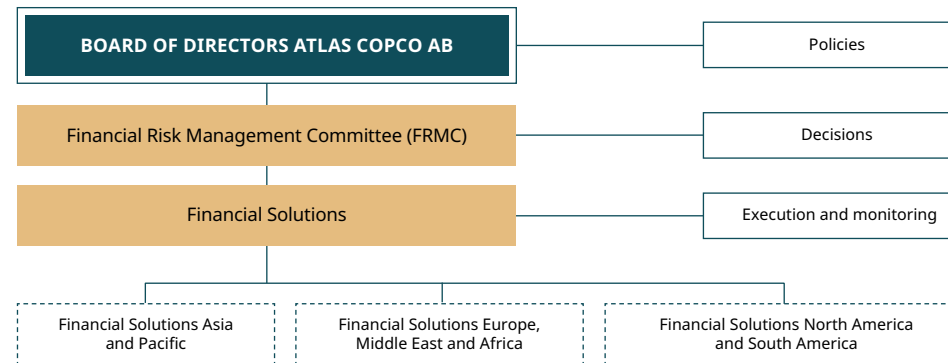 BOARD OF DIRECTORS ATLAS COPCO AB
Policies
Financial Risk Management Committee (FRMC)
Decisions
Financial Solutions
Execution and monitoring
Financial Solutions Asia
and Pacific
Financial Solutions Europe,
Middle East and Africa
Financial Solutions North America
and South America